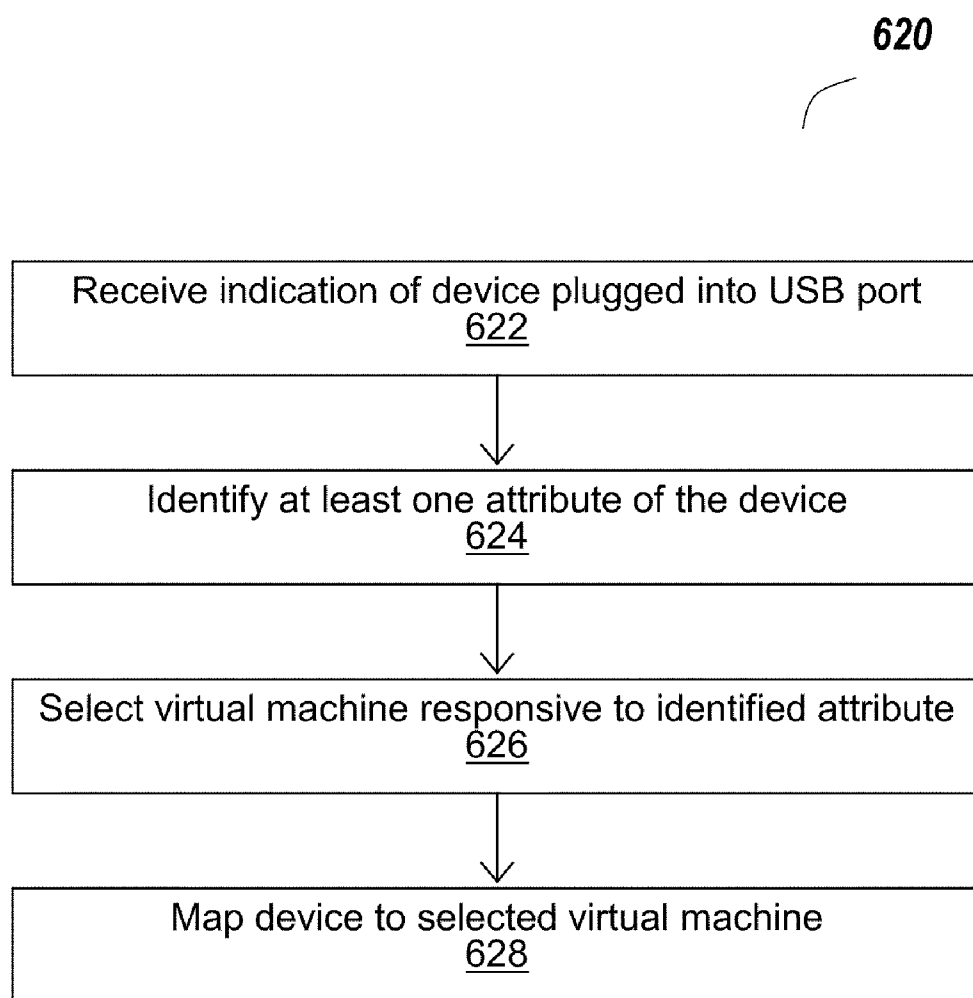 620
Receive indication of device plugged into USB port
622
Identify at least one attribute of the device
624
Select virtual machine responsive to identified attribute
626
Map device to selected virtual machine
628